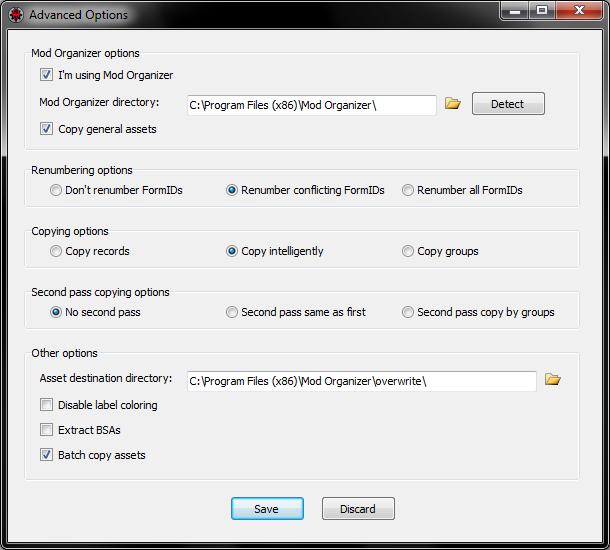 Advanced Options
Mod Organizer options
I'm using Mod Organizer
Mod Organizer directory: C:\Program Files (x86)\Mod Organizer\ Detect
Copy general assets
Renumbering options
Don't renumber FormIDs Renumber conflicting FormIDs Renumber all FormIDs
Copying options
Copy records Copy intelligently Copy groups
Second pass copying options
No second pass Second pass same as first Second pass copy by groups
Other options
Asset destination directory: C:\Program Files (x86)\Mod Organizer\overwrite\
Disable label coloring
Extract BSAs
Batch copy assets
Save Discard